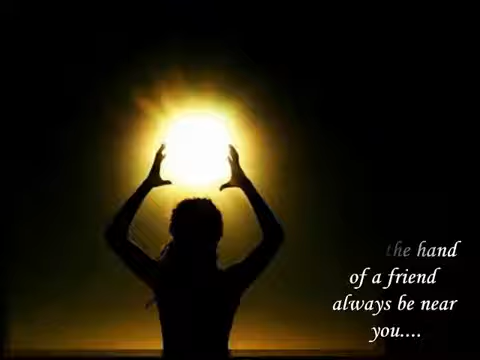 the hand
of a friend
always be near
you....